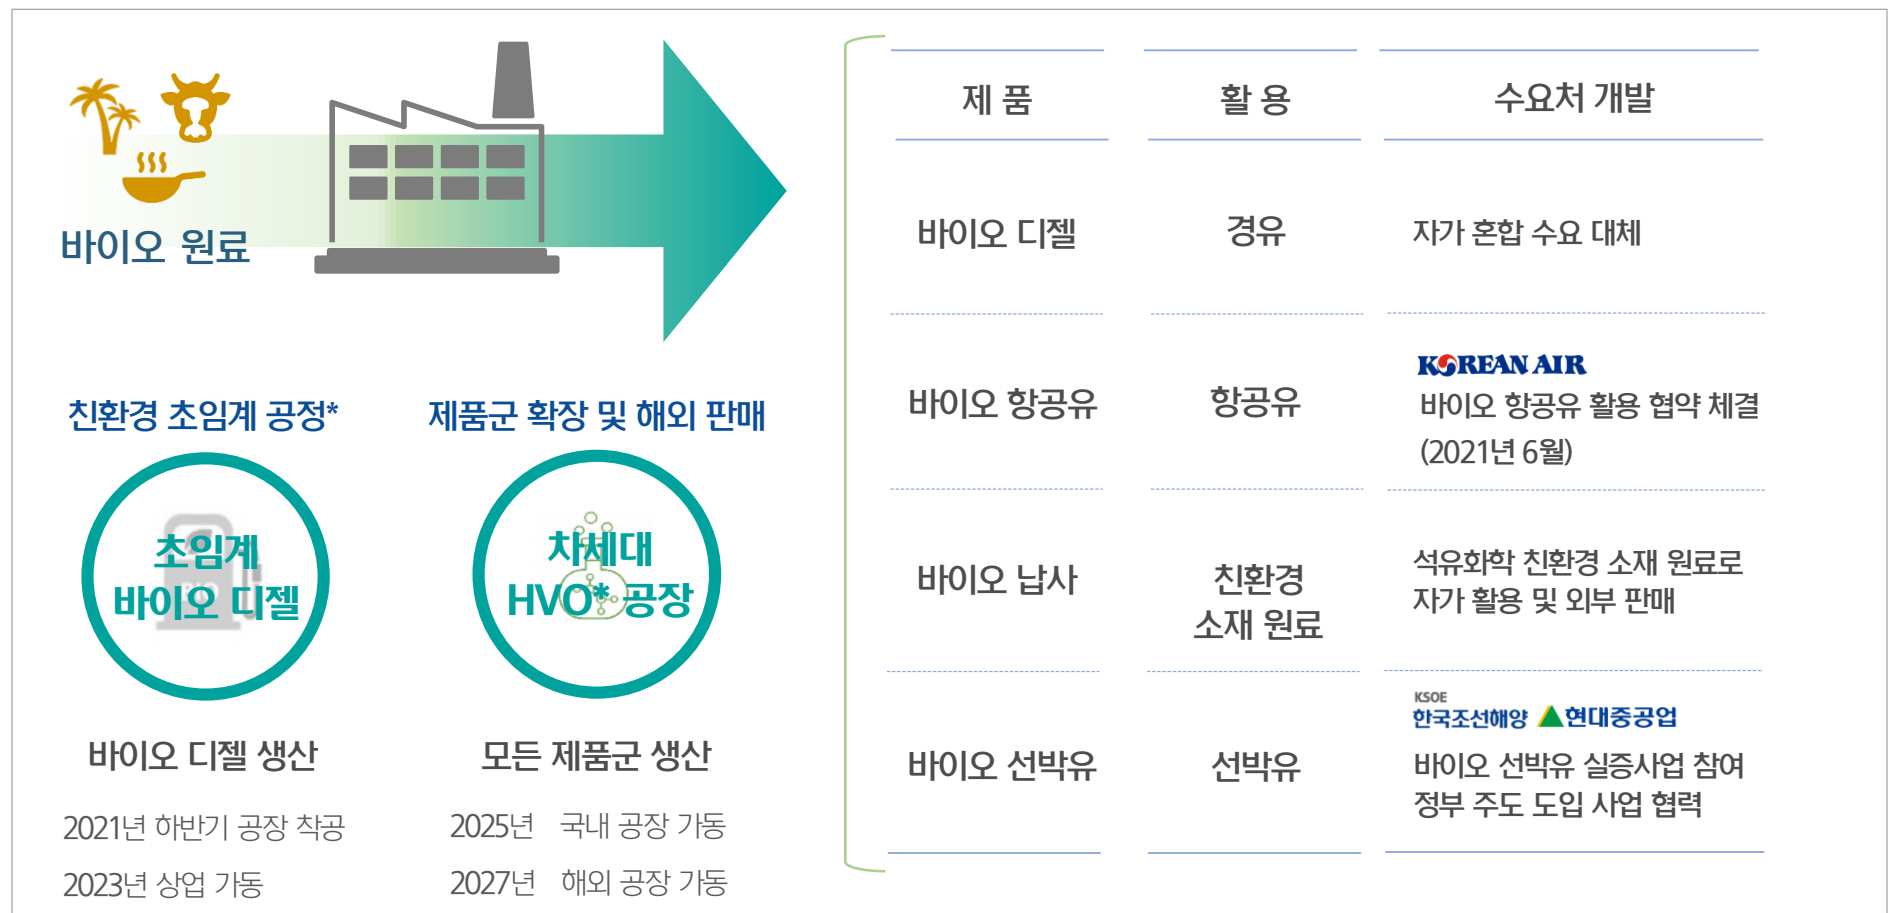 바이오 원료
친환경 초임계 공정*
제품군 확장 및 해외 판매
초임계
바이오 디젤
차세대
HVO* 공장
바이오 디젤 생산
모든 제품군 생산
2021년 하반기 공장 착공
2023년 상업 가동
2025년 국내 공장 가동
2027년 해외 공장 가동
제 품
활 용
수요처 개발
바이오 디젤
경유
자가 혼합 수요 대체
바이오 항공유
항공유
KOREAN AIR
바이오 항공유 활용 협약 체결
(2021년 6월)
바이오 납사
친환경
소재 원료
석유화학 친환경 소재 원료로
자가 활용 및 외부 판매
바이오 선박유
선박유
KSOE
한국조선해양 현대중공업
바이오 선박유 실증사업 참여
정부 주도 도입 사업 협력